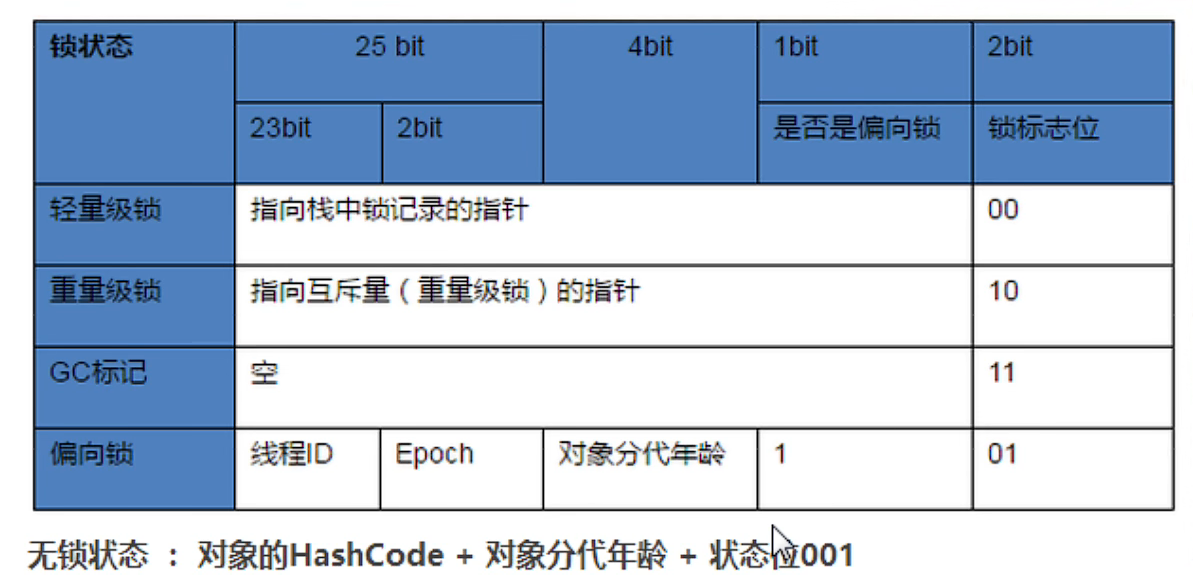 锁状态 25 bit 4bit 1bit 2bit
23bit 2bit 是否是偏向锁 锁标志位
轻量级锁 指向栈中锁记录的指针 00
重量级锁 指向互斥量（重量级锁）的指针 10
GC标记 空 11
偏向锁 线程ID Epoch 对象分代年龄 1 01
无锁状态 ： 对象的HashCode + 对象分代年龄 + 状态位001